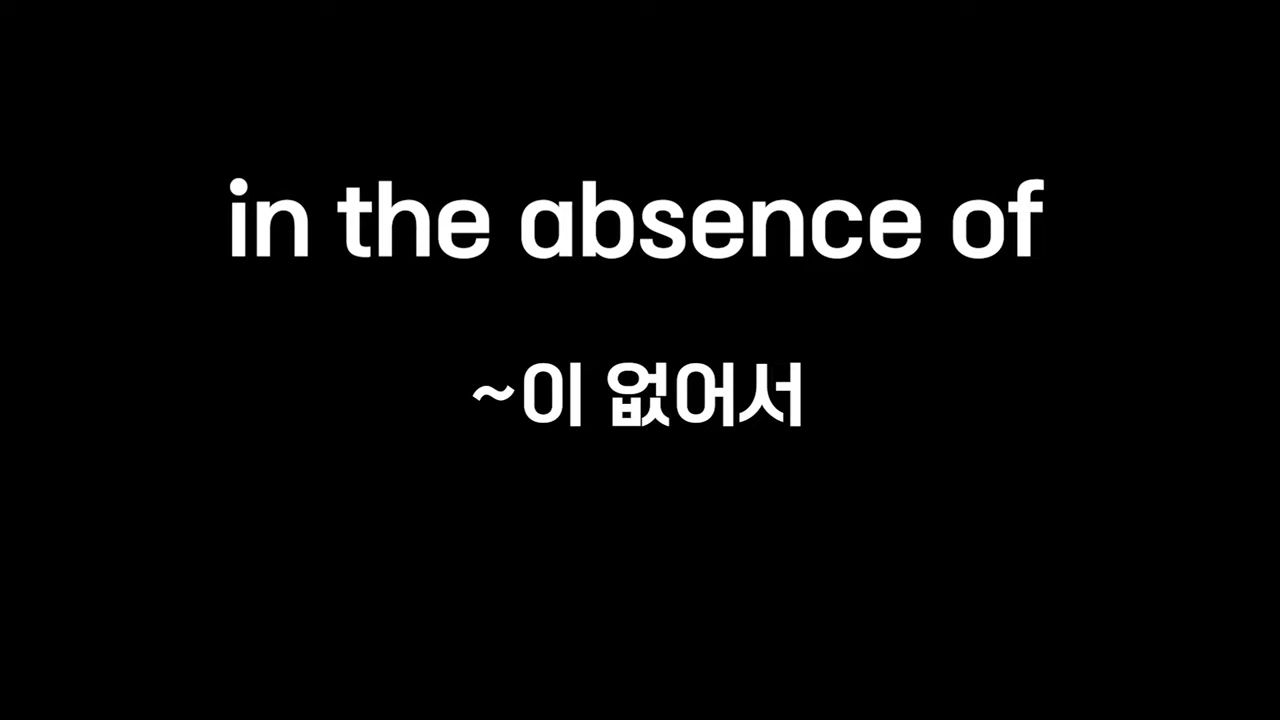 in the absence of
~이 없어서